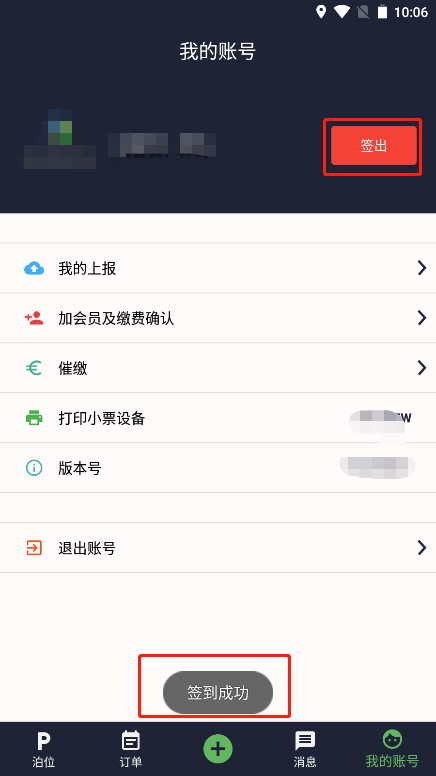 10:06
我的账号
签出
我的上报
加会员及缴费确认
催缴
打印小票设备
版本号
退出账号
签到成功
泊位
订单
消息
我的账号